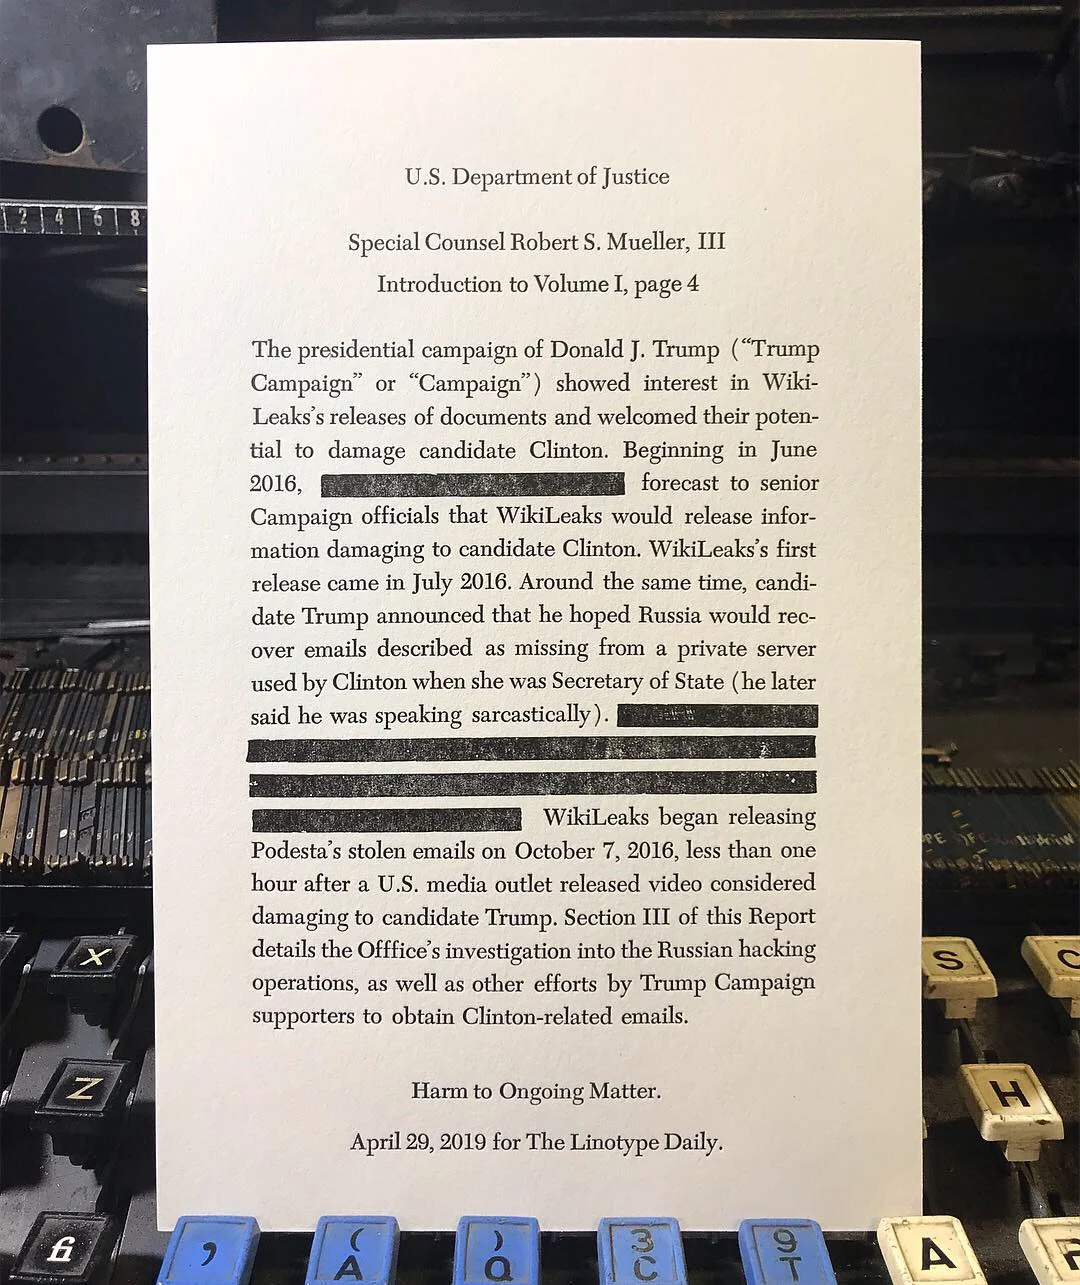 U.S. Department of Justice
Special Counsel Robert S. Mueller, III
Introduction to Volume I, page 4
The presidential campaign of Donald J. Trump (“Trump
Campaign” or “Campaign”) showed interest in Wiki-
Leaks’s releases of documents and welcomed their poten-
tial to damage candidate Clinton. Beginning in June
2016, forecast to senior
Campaign officials that WikiLeaks would release infor-
mation damaging to candidate Clinton. WikiLeaks’s first
release came in July 2016. Around the same time, candi-
date Trump announced that he hoped Russia would rec-
over emails described as missing from a private server
used by Clinton when she was Secretary of State (he later
said he was speaking sarcastically).
WikiLeaks began releasing
Podesta’s stolen emails on October 7, 2016, less than one
hour after a U.S. media outlet released video considered
damaging to candidate Trump. Section III of this Report
details the Offfice’s investigation into the Russian hacking
operations, as well as other efforts by Trump Campaign
supporters to obtain Clinton-related emails.
Harm to Ongoing Matter.
April 29, 2019 for The Linotype Daily.
2 4 6 8
X
S C
Z
H
fi , ( ) 3 9
A Q C T A